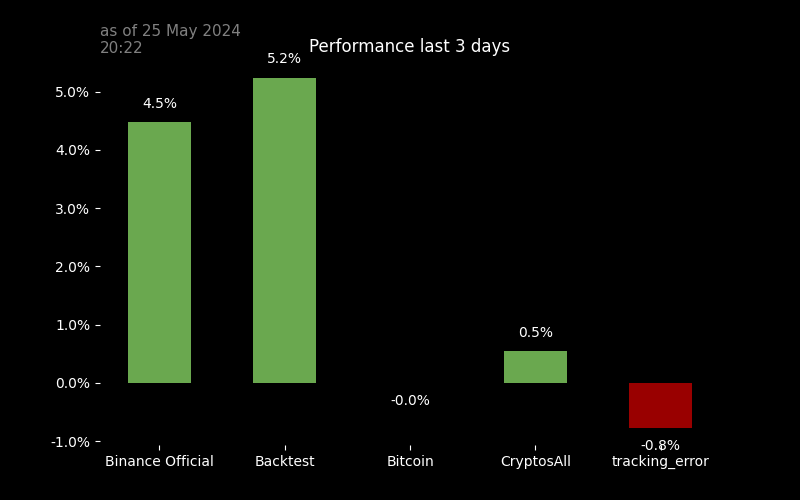 as of 25 May 2024
20:22
Performance last 3 days
5.2%
4.5%
5.0%
4.0%
3.0%
2.0%
1.0%
0.5%
0.0%
-0.0%
-1.0%
-0.8%
Binance Official
Backtest
Bitcoin
CryptosAll
tracking_error